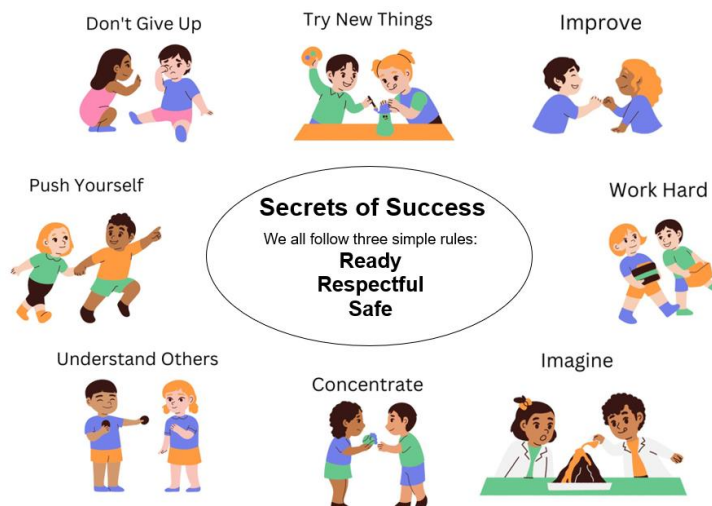 Don't Give Up
Try New Things
Improve
Push Yourself
Secrets of Success
We all follow three simple rules:
Ready
Respectful
Safe
Work Hard
Understand Others
Concentrate
Imagine